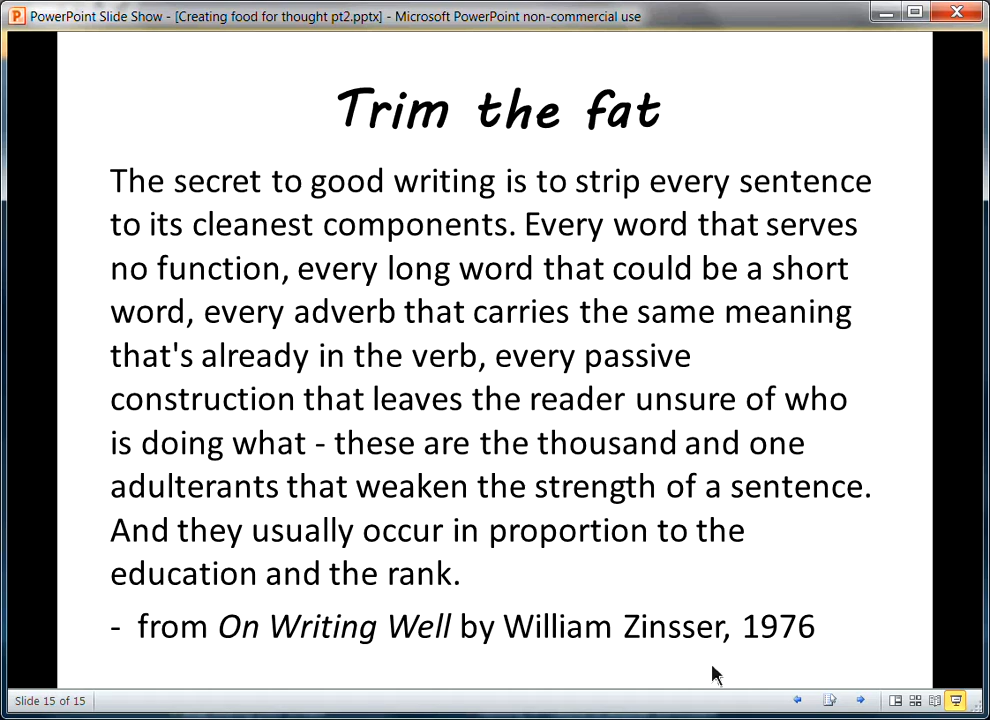 PowerPoint Slide Show - [Creating food for thought pt2.pptx] - Microsoft PowerPoint non-commercial use
Trim the fat
The secret to good writing is to strip every sentence
to its cleanest components. Every word that serves
no function, every long word that could be a short
word, every adverb that carries the same meaning
that's already in the verb, every passive
construction that leaves the reader unsure of who
is doing what - these are the thousand and one
adulterants that weaken the strength of a sentence.
And they usually occur in proportion to the
education and the rank.
- from On Writing Well by William Zinsser, 1976
Slide 15 of 15